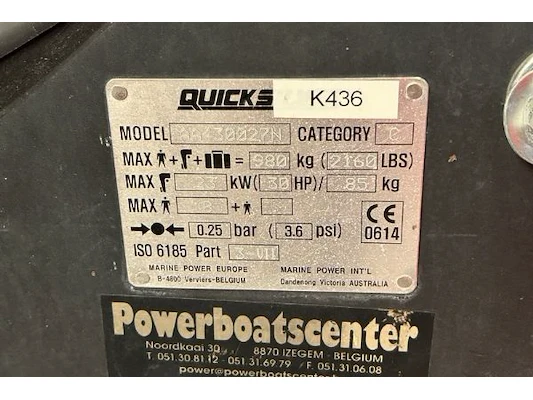 QUICKS K436
MODEL CATEGORY C
MAX + + = 980 kg (2160 LBS)
MAX kW( 30 HP)/ 85 kg
MAX +
0.25 bar ( 3.6 psi) CE
ISO 6185 Part 0614
MARINE POWER EUROPE MARINE POWER INT'L
B-4800 Verviers-BELGIUM Dandenong Victoria AUSTRALIA
Powerboatscenter
Noordkaai 8870 IZEGEM - BELGIUM
T. 051.30.81.12 - 051.31.69.79 / F. 051.31.06.08
power@powerboatscenter